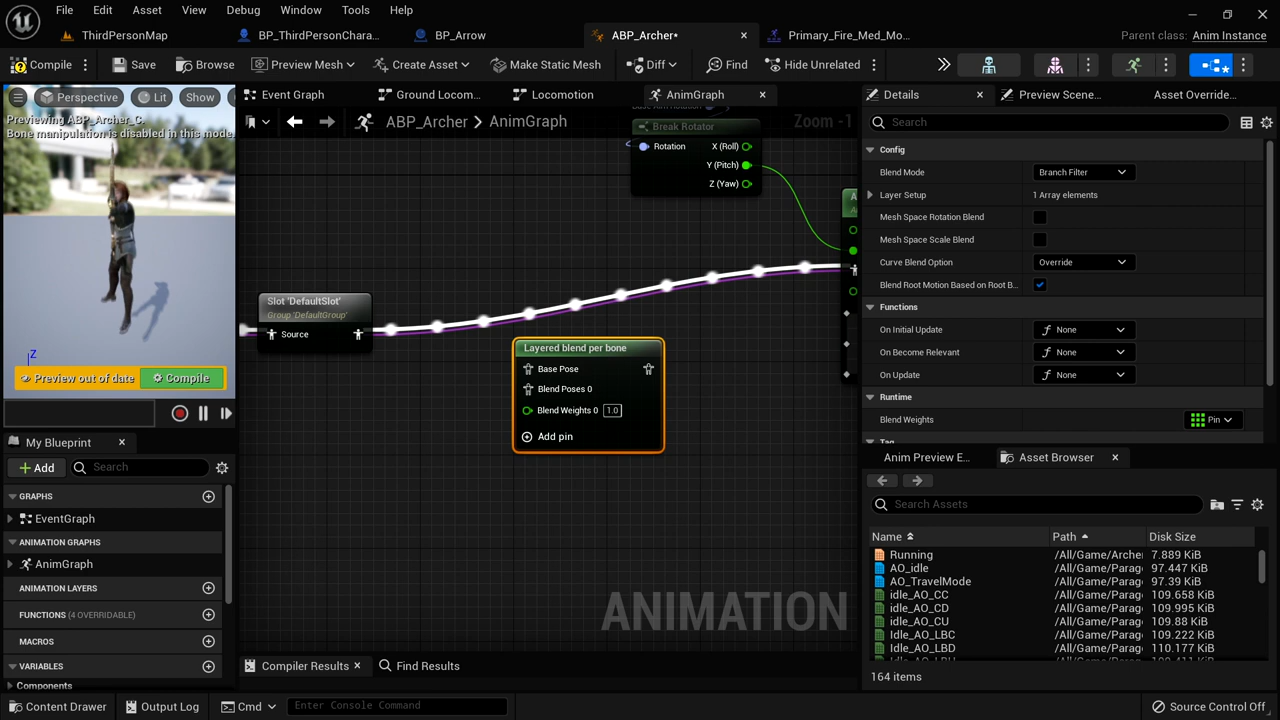 File Edit Asset View Debug Window Tools Help
ThirdPersonMap BP_ThirdPersonChara... BP_Arrow ABP_Archer* Primary_Fire_Med_Mo... Parent class: Anim Instance
Compile Save Browse Preview Mesh Create Asset Make Static Mesh Diff Find Hide Unrelated
Perspective Lit Show
Previewing ABP_Archer_C.
Bone manipulation is disabled in this mode.
Z
Preview out of date Compile
My Blueprint
Add Search
GRAPHS
EventGraph
ANIMATION GRAPHS
AnimGraph
ANIMATION LAYERS
FUNCTIONS (4 OVERRIDABLE)
MACROS
VARIABLES
Components
Event Graph Ground Locom... Locomotion AnimGraph
ABP_Archer > AnimGraph Zoom -1
Break Rotator
Rotation X (Roll)
Y (Pitch)
Z (Yaw)
Slot 'DefaultSlot'
Group 'DefaultGroup'
Source
Layered blend per bone
Base Pose
Blend Poses 0
Blend Weights 0 1.0
Add pin
ANIMATION
Compiler Results Find Results
Details Preview Scene... Asset Override...
Search
Config
Blend Mode Branch Filter
Layer Setup 1 Array elements
Mesh Space Rotation Blend
Mesh Space Scale Blend
Curve Blend Option Override
Blend Root Motion Based on Root B...
Functions
On Initial Update None
On Become Relevant None
On Update None
Runtime
Blend Weights Pin
Tag
Anim Preview E... Asset Browser
Search Assets
Name Path Disk Size
Running /All/Game/Archer 7.889 KiB
AO_idle /All/Game/Parag 97.447 KiB
AO_TravelMode /All/Game/Parag 97.39 KiB
idle_AO_CC /All/Game/Parag 109.658 KiB
idle_AO_CD /All/Game/Parag 109.995 KiB
idle_AO_CU /All/Game/Parag 109.88 KiB
Idle_AO_LBC /All/Game/Parag 109.222 KiB
Idle_AO_LBD /All/Game/Parag 110.177 KiB
164 items
Content Drawer Output Log Cmd Enter Console Command Source Control Off